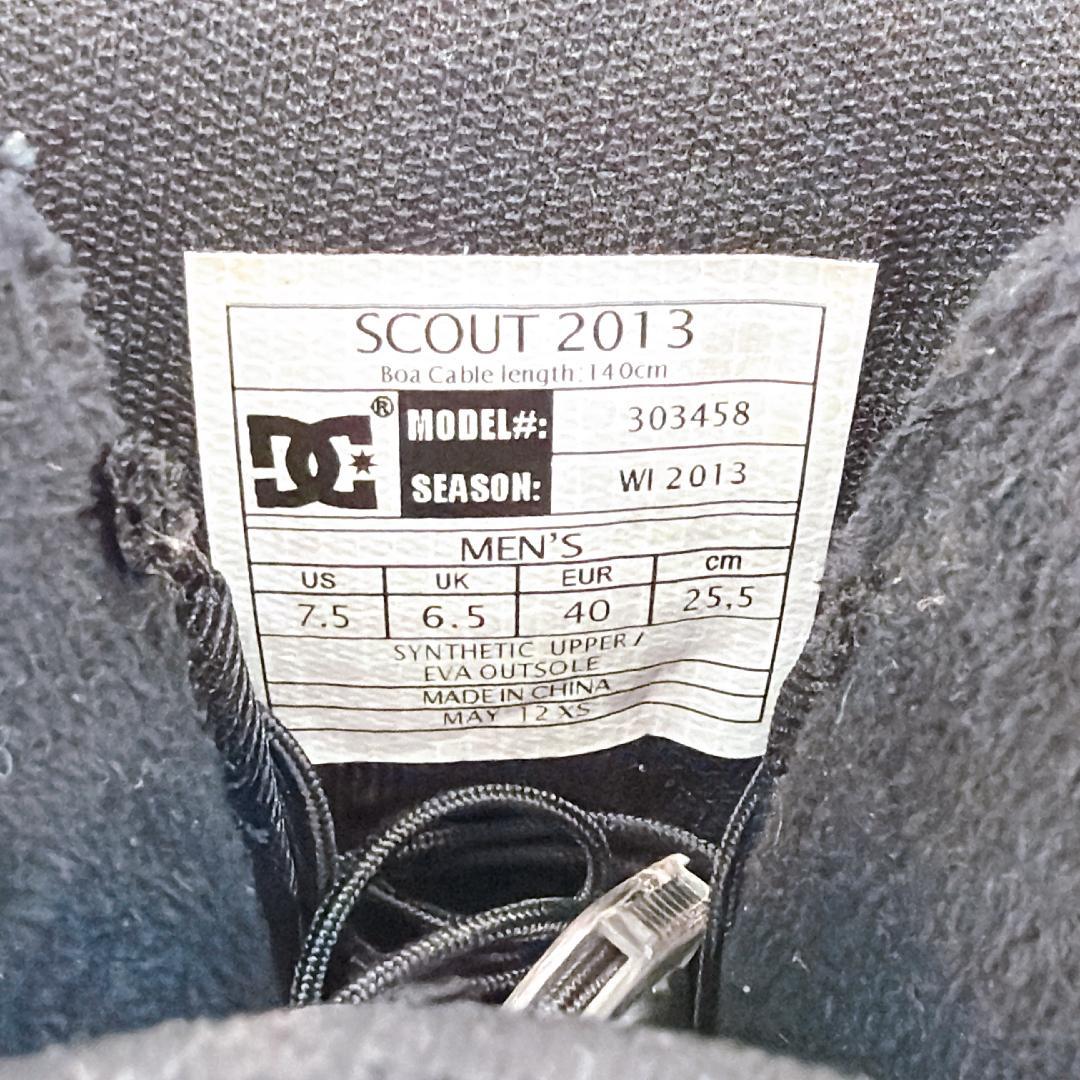 SCOUT 2013
Boa Cable length:140cm
DC®
MODEL#: 303458
SEASON: WI 2013
MEN'S
US UK EUR cm
7.5 6.5 40 25.5
SYNTHETIC UPPER/
EVA OUTSOLE
MADE IN CHINA
MAY 12 XS